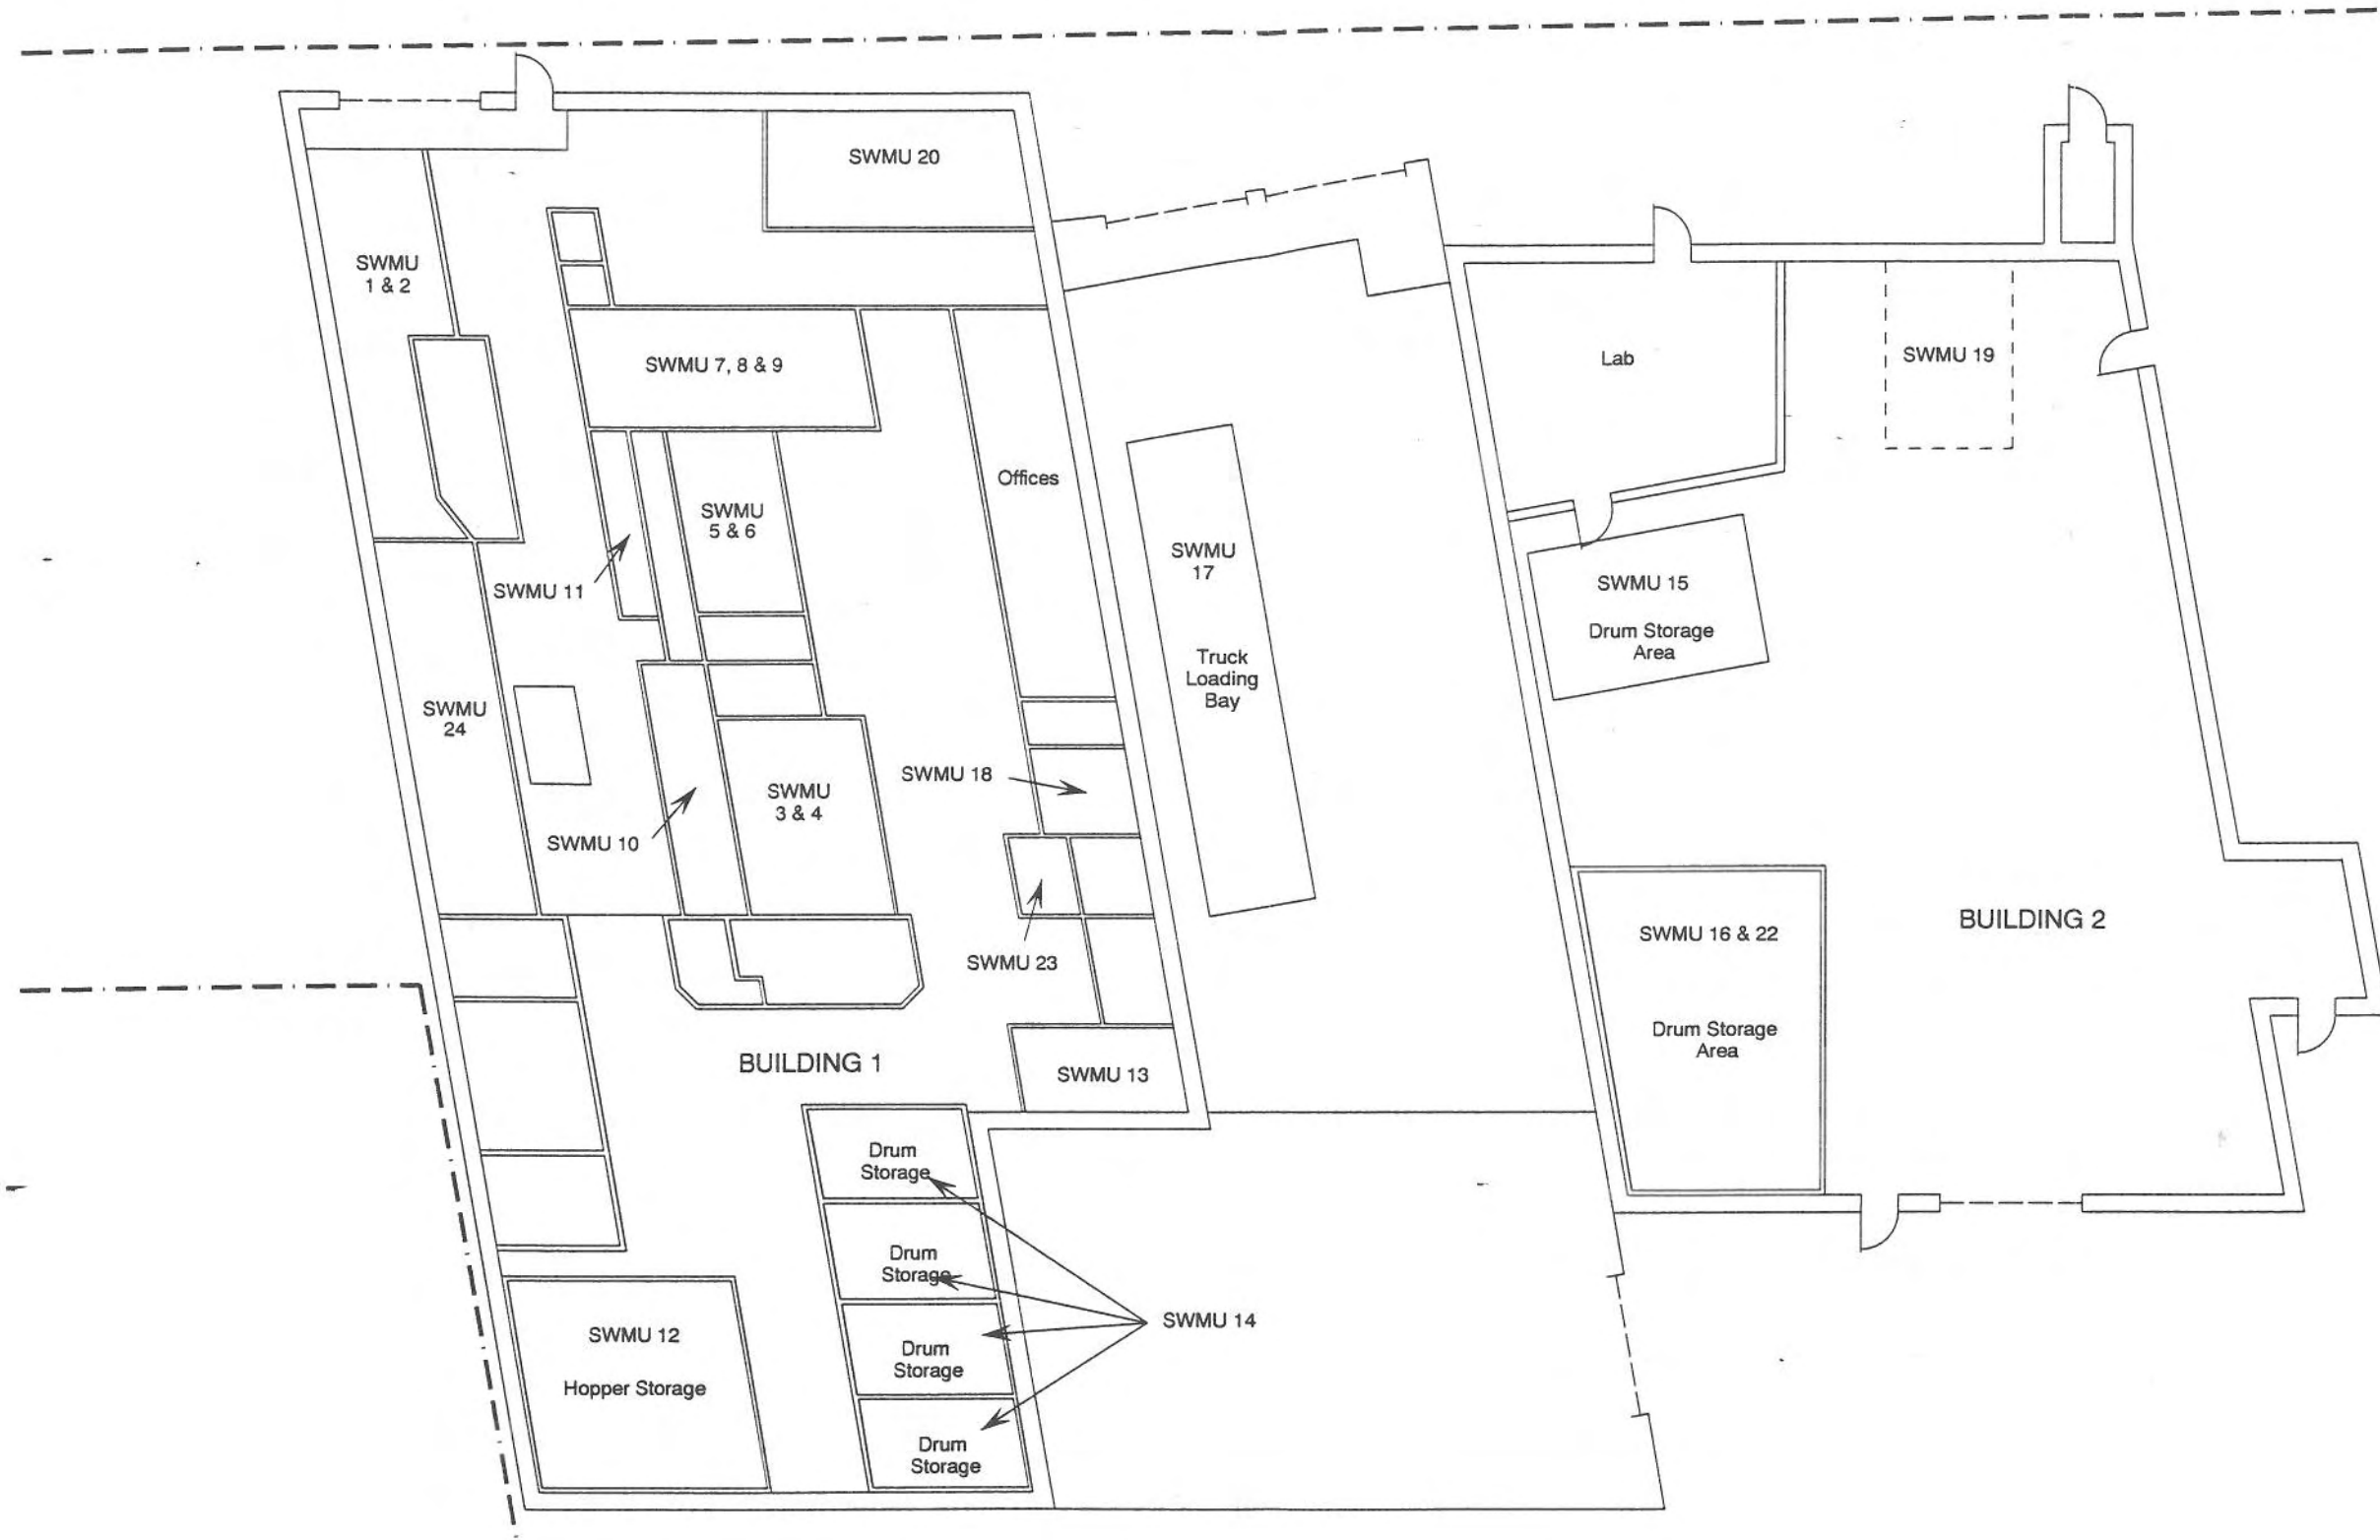 SWMU 20
SWMU
1 & 2
SWMU 7, 8 & 9
Lab
SWMU 19
Offices
SWMU
5 & 6
SWMU 11
SWMU
17
Truck
Loading
Bay
SWMU 15
Drum Storage
Area
SWMU
24
SWMU 18
SWMU
3 & 4
SWMU 10
SWMU 23
SWMU 16 & 22
Drum Storage
Area
BUILDING 2
BUILDING 1
SWMU 13
Drum
Storage
Drum
Storage
Drum
Storage
Drum
Storage
SWMU 14
SWMU 12
Hopper Storage